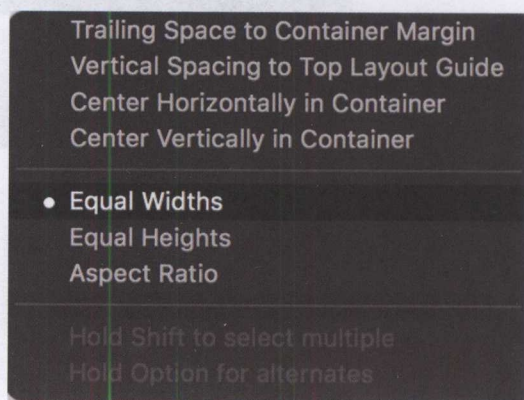 Trailing Space to Container Margin
Vertical Spacing to Top Layout Guide
Center Horizontally in Container
Center Vertically in Container
Equal Widths
Equal Heights
Aspect Ratio
Hold Shift to select multiple
Hold Option for alternates